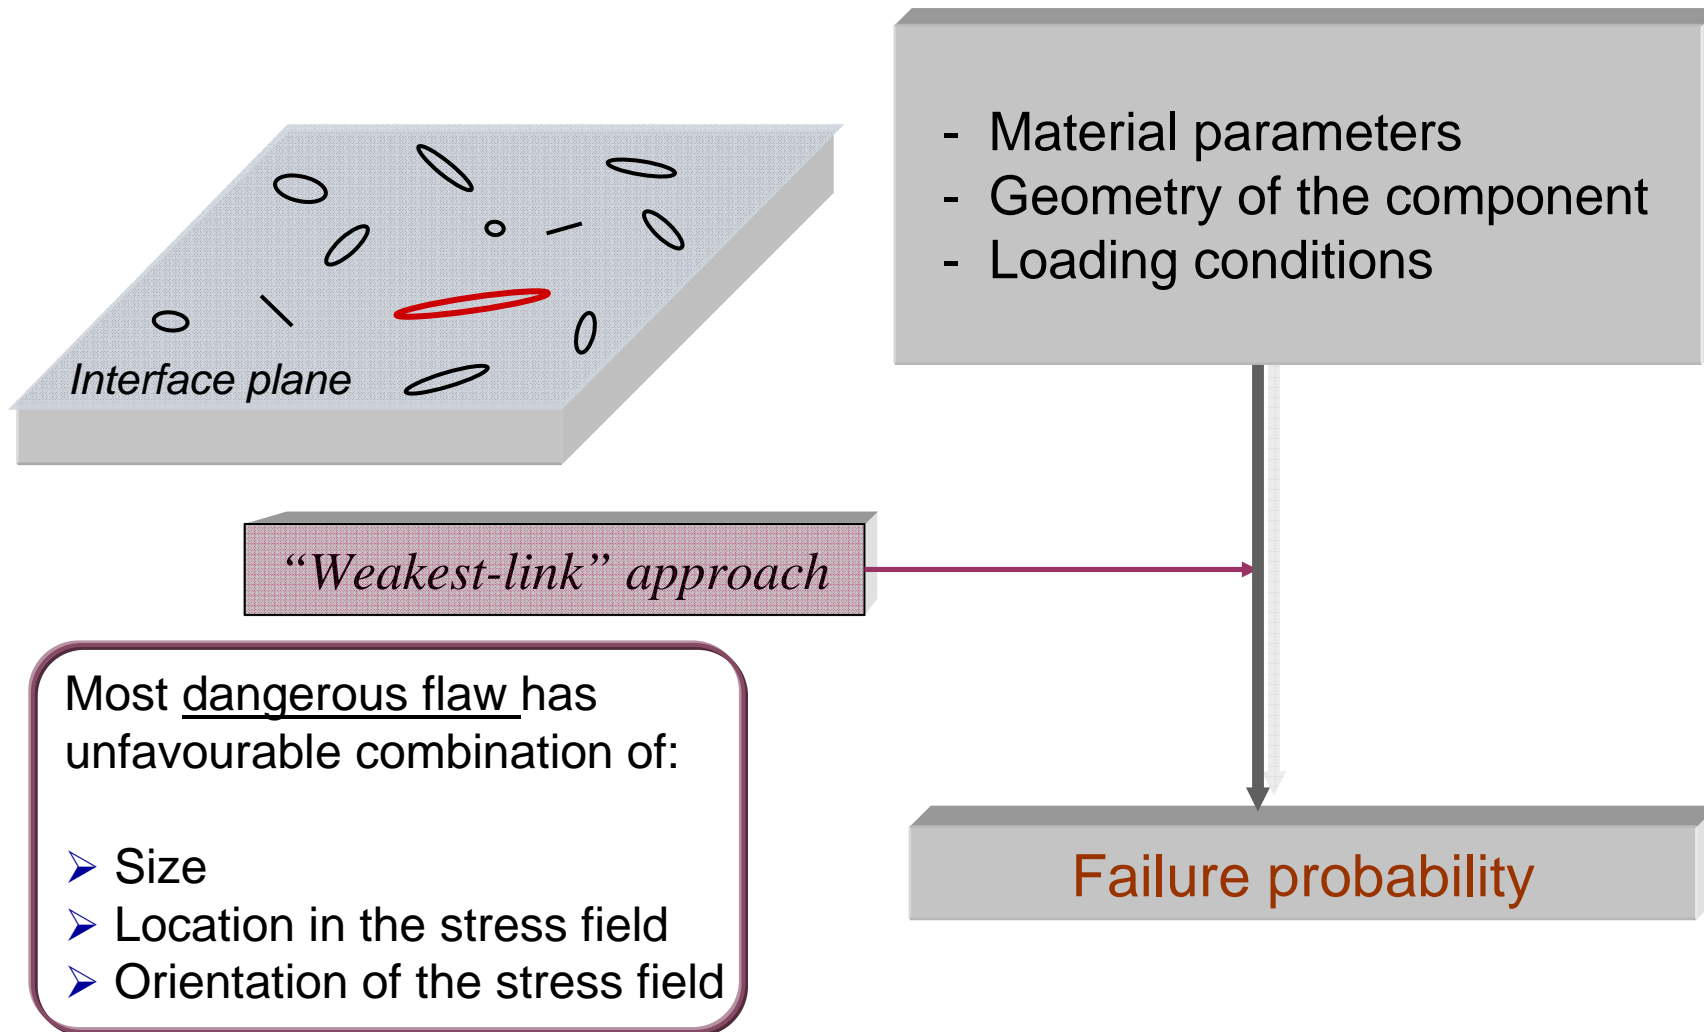 - Material parameters
- Geometry of the component
- Loading conditions
Interface plane
“Weakest-link” approach
Most dangerous flaw has
unfavourable combination of:
➢ Size
➢ Location in the stress field
➢ Orientation of the stress field
Failure probability